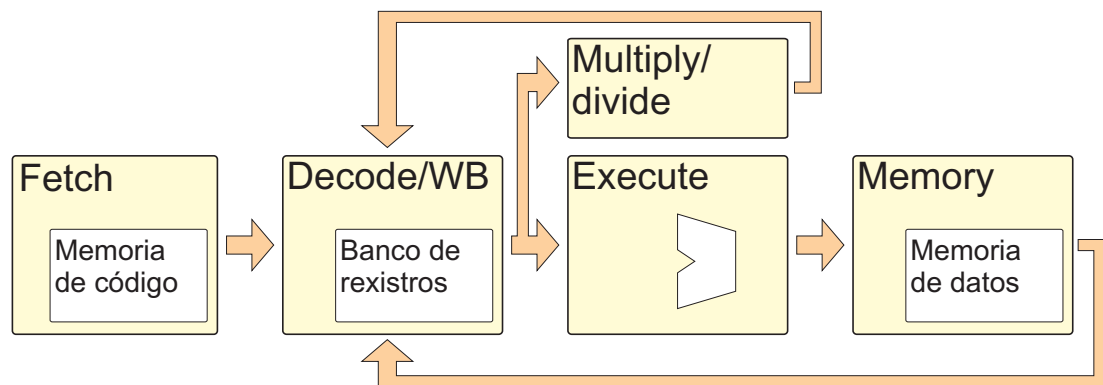 Multiply/
divide
Fetch
Memoria
de código
Decode/WB
Banco de
rexistros
Execute
Memory
Memoria
de datos